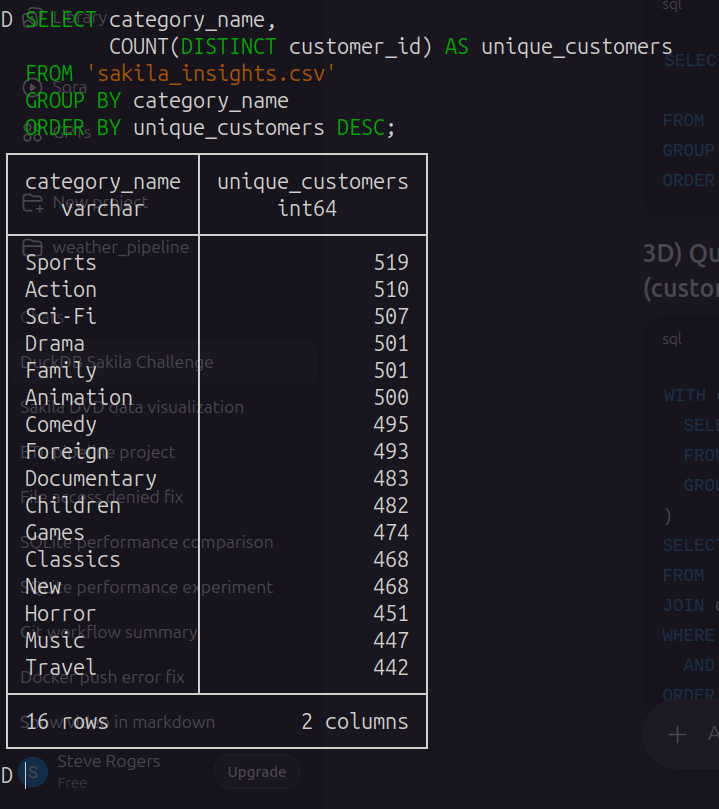 D SELECT category_name,
COUNT(DISTINCT customer_id) AS unique_customers
FROM 'sakila_insights.csv'
GROUP BY category_name
ORDER BY unique_customers DESC;
category_name unique_customers
varchar int64
Sports 519
Action 510
Sci-Fi 507
Drama 501
Family 501
Animation 500
Comedy 495
Foreign 493
Documentary 483
Children 482
Games 474
Classics 468
New 468
Horror 451
Music 447
Travel 442
16 rows 2 columns
D
Library
Sora
GPTs
New project
weather_pipeline
DuckDB Sakila Challenge
Sakila DVD data visualization
ETL pipeline project
File access denied fix
SQLite performance comparison
SQLite performance experiment
Git workflow summary
Docker push error fix
in markdown
S
Steve Rogers
Free
Upgrade
sql
SELECT
FROM
GROUP
ORDER
3D) Qu
(custo
sql
WITH
SELE
FROM
GROU
)
SELECT
FROM
JOIN
WHERE
AND
ORDER
+ A